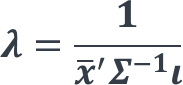 λ = 1 / x̄′ Σ⁻¹ι